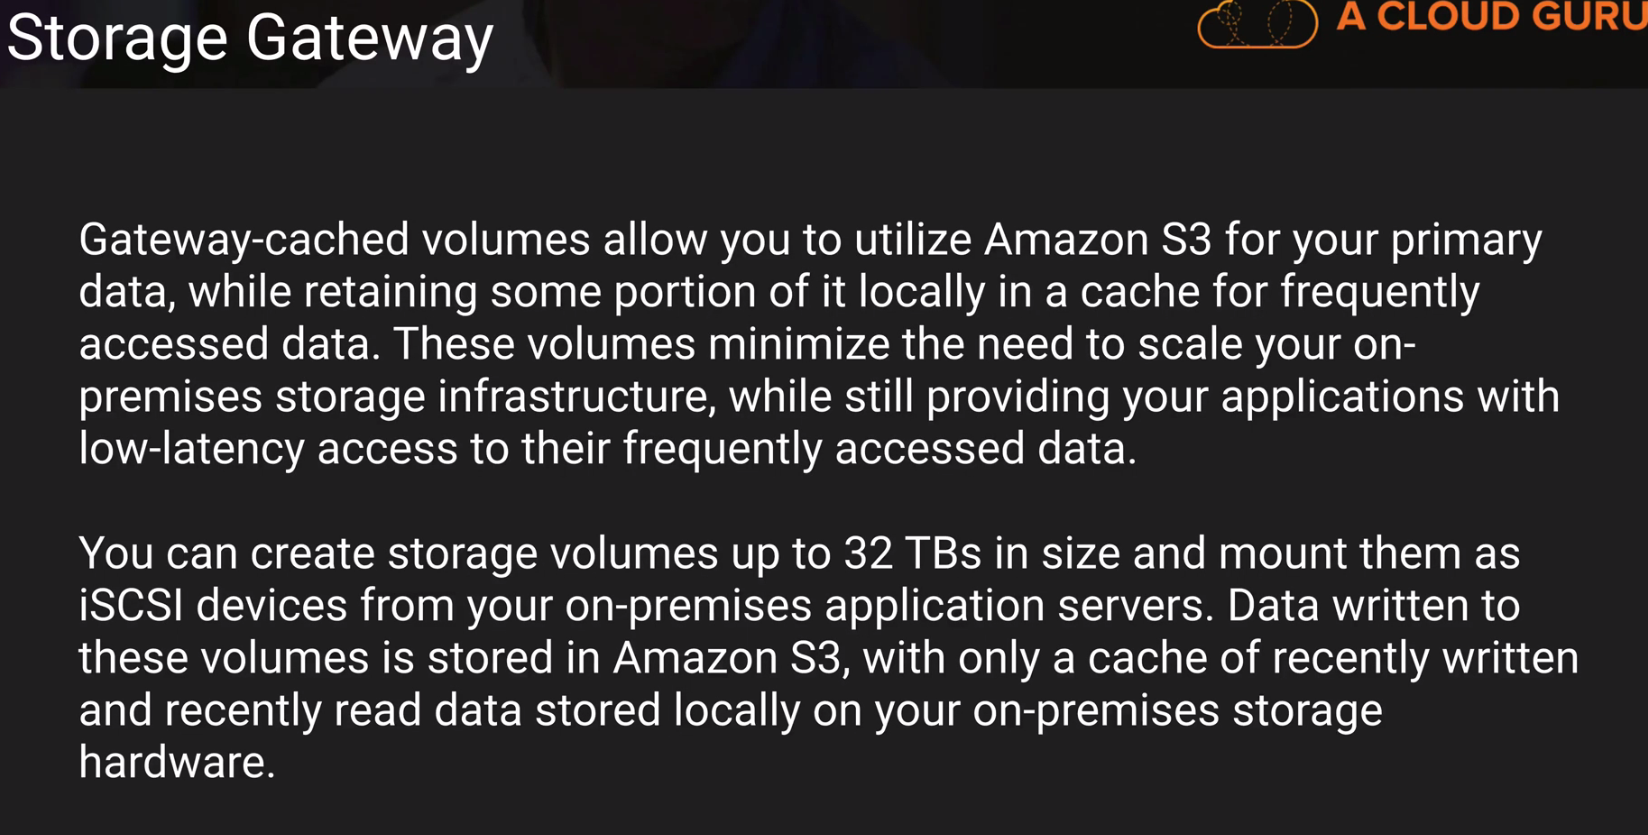 Storage Gateway
A CLOUD GURU
Gateway-cached volumes allow you to utilize Amazon S3 for your primary
data, while retaining some portion of it locally in a cache for frequently
accessed data. These volumes minimize the need to scale your on-
premises storage infrastructure, while still providing your applications with
low-latency access to their frequently accessed data.
You can create storage volumes up to 32 TBs in size and mount them as
iSCSI devices from your on-premises application servers. Data written to
these volumes is stored in Amazon S3, with only a cache of recently written
and recently read data stored locally on your on-premises storage
hardware.